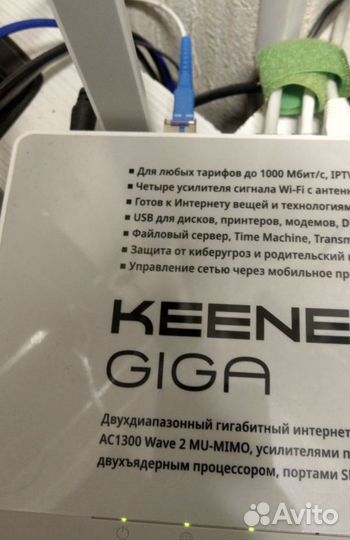 ▪ Для любых тарифов до 1000 Мбит/с, IPTV
▪ Четыре усилителя сигнала Wi-Fi с антенн
▪ Готов к Интернету вещей и технологиям
▪ USB для дисков, принтеров, модемов, D
▪ Файловый сервер, Time Machine, Transm
▪ Защита от киберугроз и родительский
▪ Управление сетью через мобильное пр
KEENE
GIGA
Двухдиапазонный гигабитный интернет
AC1300 Wave 2 MU-MIMO, усилителями п
двухъядерным процессором, портами S
Avito